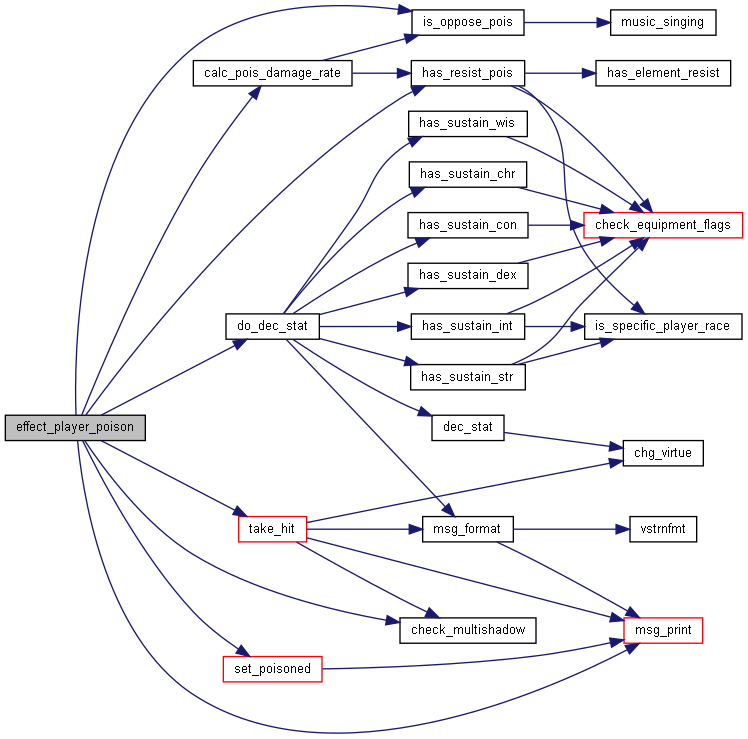 is_oppose_pois
music_singing
calc_pois_damage_rate
has_resist_pois
has_element_resist
has_sustain_wis
has_sustain_chr
has_sustain_con
check_equipment_flags
has_sustain_dex
do_dec_stat
has_sustain_int
is_specific_player_race
has_sustain_str
effect_player_poison
dec_stat
chg_virtue
take_hit
msg_format
vstrnfmt
check_multishadow
msg_print
set_poisoned